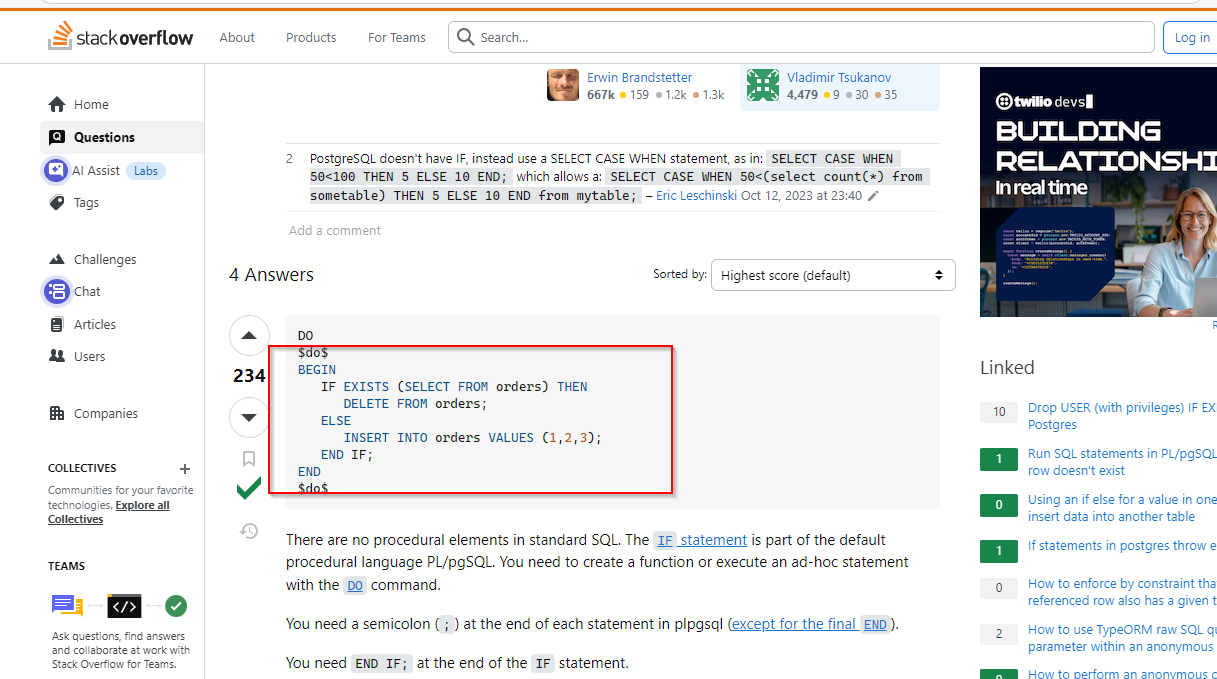 stackoverflow
About
Products
For Teams
Search...
Log in
Home
Questions
AI Assist Labs
Tags
Challenges
Chat
Articles
Users
Companies
COLLECTIVES +
Communities for your favorite
technologies. Explore all
Collectives
TEAMS
</>
Ask questions, find answers
and collaborate at work with
Stack Overflow for Teams.
Erwin Brandstetter
667k 159 1.2k 1.3k
Vladimir Tsukanov
4,479 9 30 35
2 PostgreSQL doesn't have IF, instead use a SELECT CASE WHEN statement, as in: SELECT CASE WHEN
50<100 THEN 5 ELSE 10 END; which allows a: SELECT CASE WHEN 50<(select count(*) from
sometable) THEN 5 ELSE 10 END from mytable; – Eric Leschinski Oct 12, 2023 at 23:40
Add a comment
4 Answers
Sorted by: Highest score (default)
234
DO
$do$
BEGIN
IF EXISTS (SELECT FROM orders) THEN
DELETE FROM orders;
ELSE
INSERT INTO orders VALUES (1,2,3);
END IF;
END
$do$
There are no procedural elements in standard SQL. The IF statement is part of the default
procedural language PL/pgSQL. You need to create a function or execute an ad-hoc statement
with the DO command.
You need a semicolon (;) at the end of each statement in plpgsql (except for the final END).
You need END IF; at the end of the IF statement.
twilio devs
BUILDING
RELATIONSHI
In real time
Linked
10 Drop USER (with privileges) IF EX
Postgres
1 Run SQL statements in PL/pgSQL
row doesn't exist
0 Using an if else for a value in one
insert data into another table
1 If statements in postgres throw e
0 How to enforce by constraint tha
referenced row also has a given t
2 How to use TypeORM raw SQL qu
parameter within an anonymous
0 How to perform an anonymous c